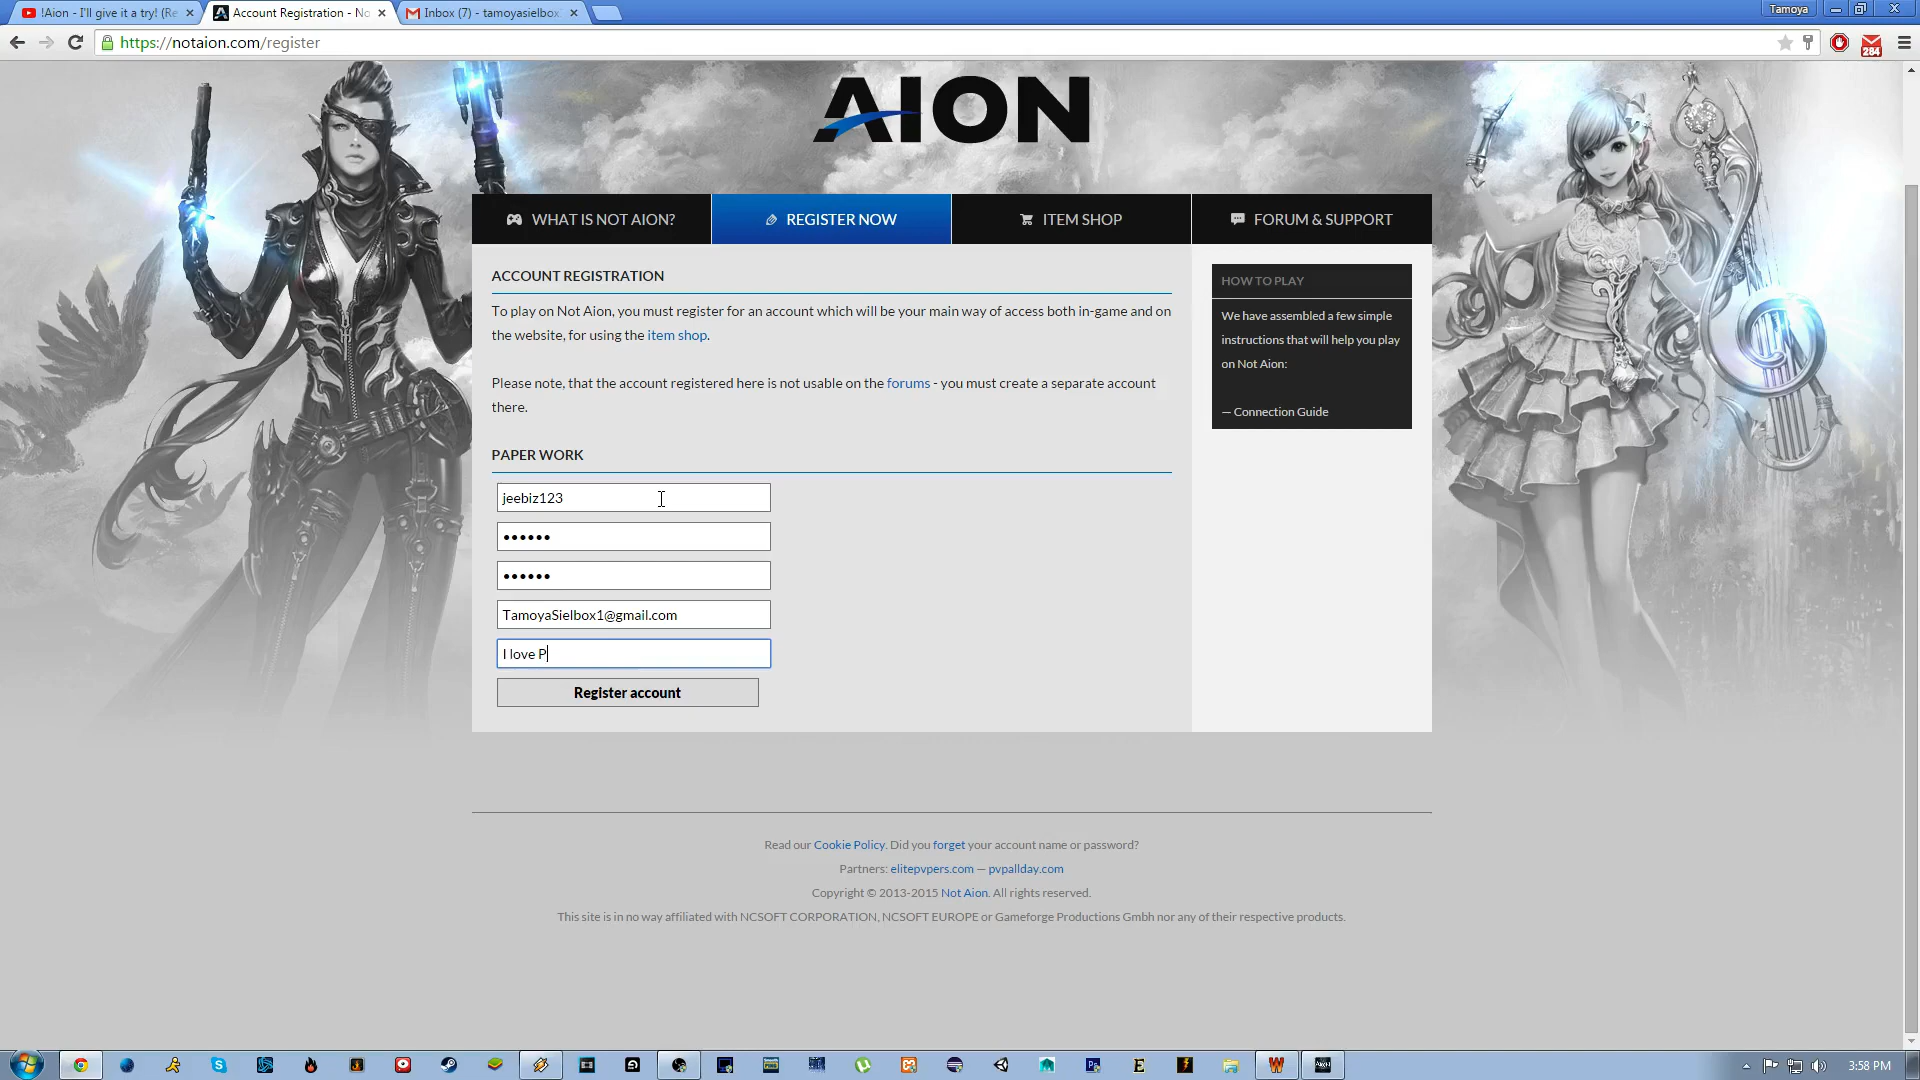 !Aion - I'll give it a try! (Re
Account Registration - No
Inbox (7) - tamoyasielbox
Tamoya
https://notaion.com/register
284
AION
WHAT IS NOT AION?
REGISTER NOW
ITEM SHOP
FORUM & SUPPORT
ACCOUNT REGISTRATION
To play on Not Aion, you must register for an account which will be your main way of access both in-game and on
the website, for using the item shop.
Please note, that the account registered here is not usable on the forums - you must create a separate account
there.
HOW TO PLAY
We have assembled a few simple
instructions that will help you play
on Not Aion:
— Connection Guide
PAPER WORK
jeebiz123
••••••
••••••
TamoyaSielbox1@gmail.com
I love P
Register account
Read our Cookie Policy. Did you forget your account name or password?
Partners: elitepvpers.com — pvpallday.com
Copyright © 2013-2015 Not Aion. All rights reserved.
This site is in no way affiliated with NCSOFT CORPORATION, NCSOFT EUROPE or Gameforge Productions Gmbh nor any of their respective products.
3:58 PM